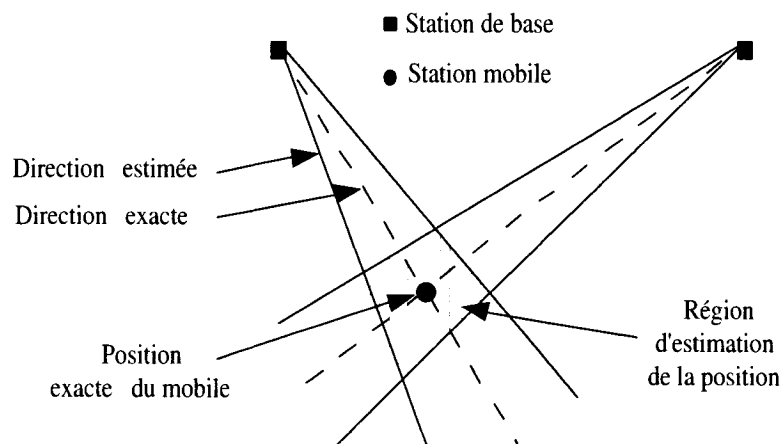 Station de base
Station mobile
Direction estimée
Direction exacte
Position
exacte du mobile
Région
d'estimation
de la position